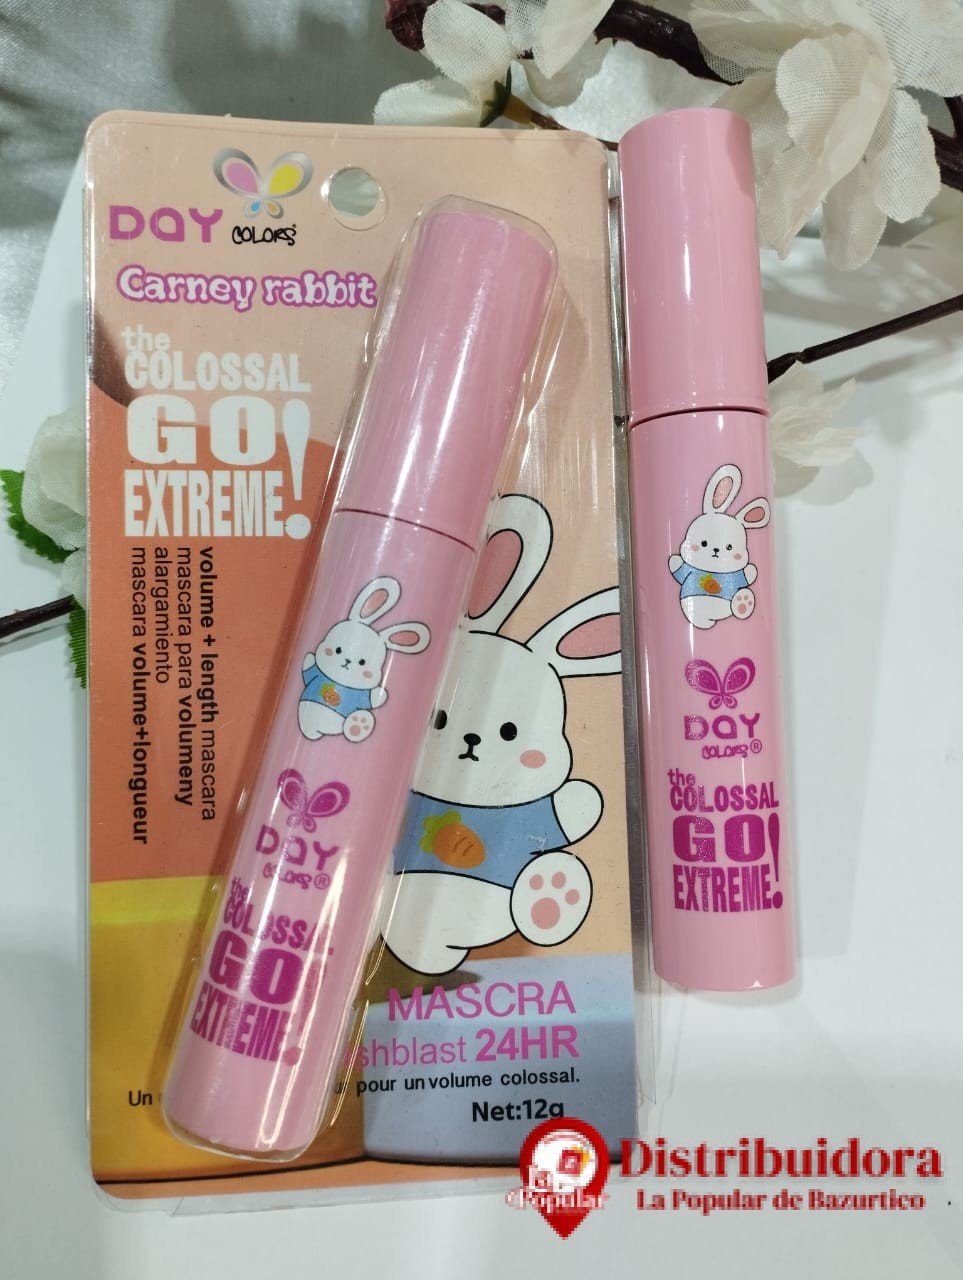 DAY
COLORS
Carney rabbit
the
COLOSSAL
GO!
EXTREME!
volume + length mascara
mascara para volumeny
alargamiento
mascara volume+longueur
DAY
COLORS®
the
COLOSSAL
GO!
EXTREME!
MASCRA
shblast 24HR
Un
pour un volume colossal.
Net:12g
DAY
COLORS®
the
COLOSSAL
GO!
EXTREME!
Distribuidora
La Popular de Bazurtico
Popular